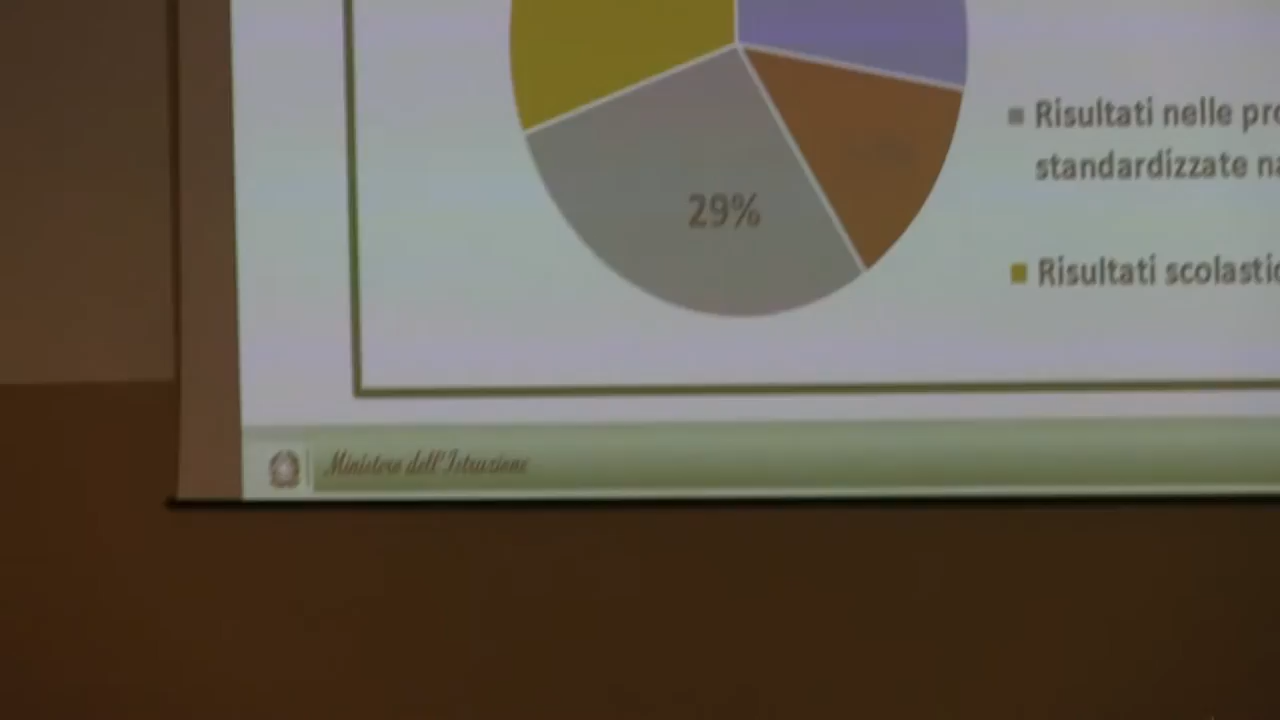 29%
Risultati nelle
standardizzate
Risultati
Ministero dell'Istruzione